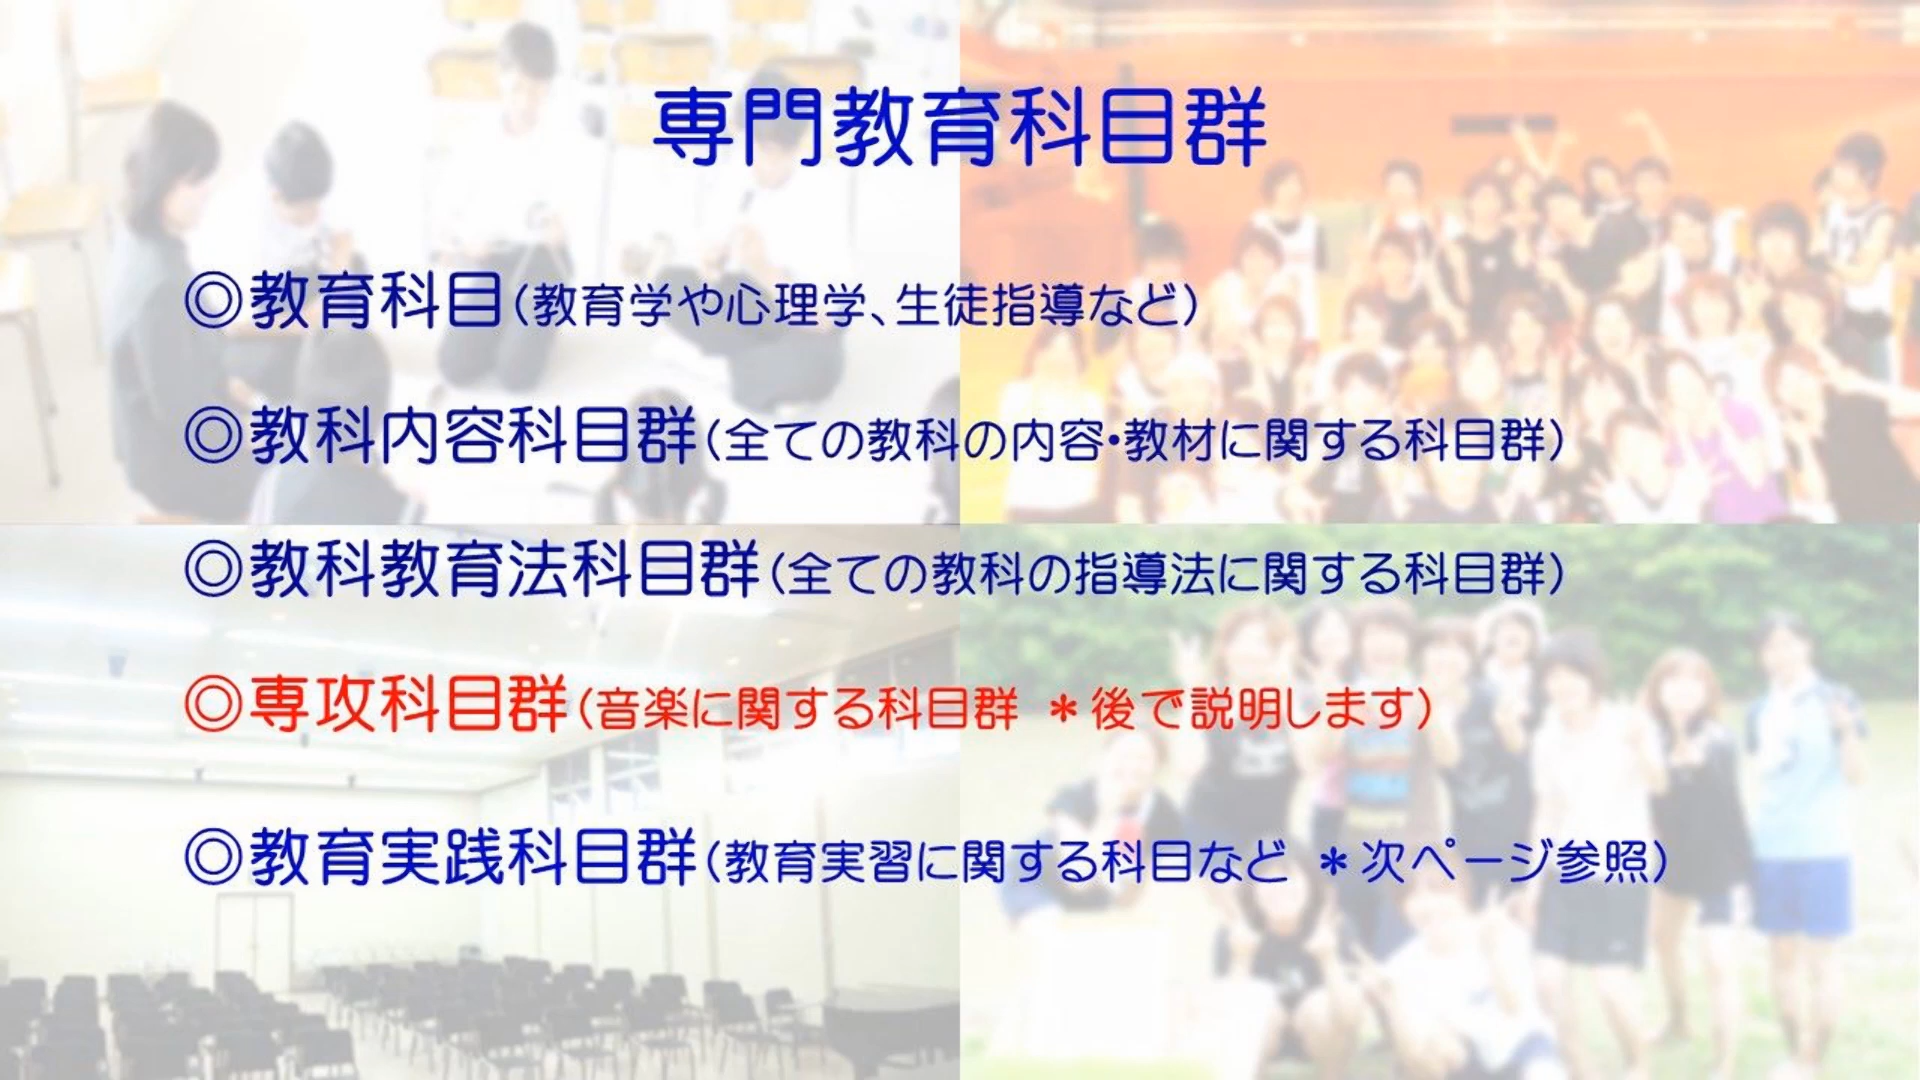 専門教育科目群
◎教育科目(教育学や心理学、生徒指導など)
◎教科内容科目群(全ての教科の内容・教材に関する科目群)
◎教科教育法科目群(全ての教科の指導法に関する科目群)
◎専攻科目群(音楽に関する科目群 ＊後で説明します)
◎教育実践科目群(教育実習に関する科目など ＊次ページ参照)